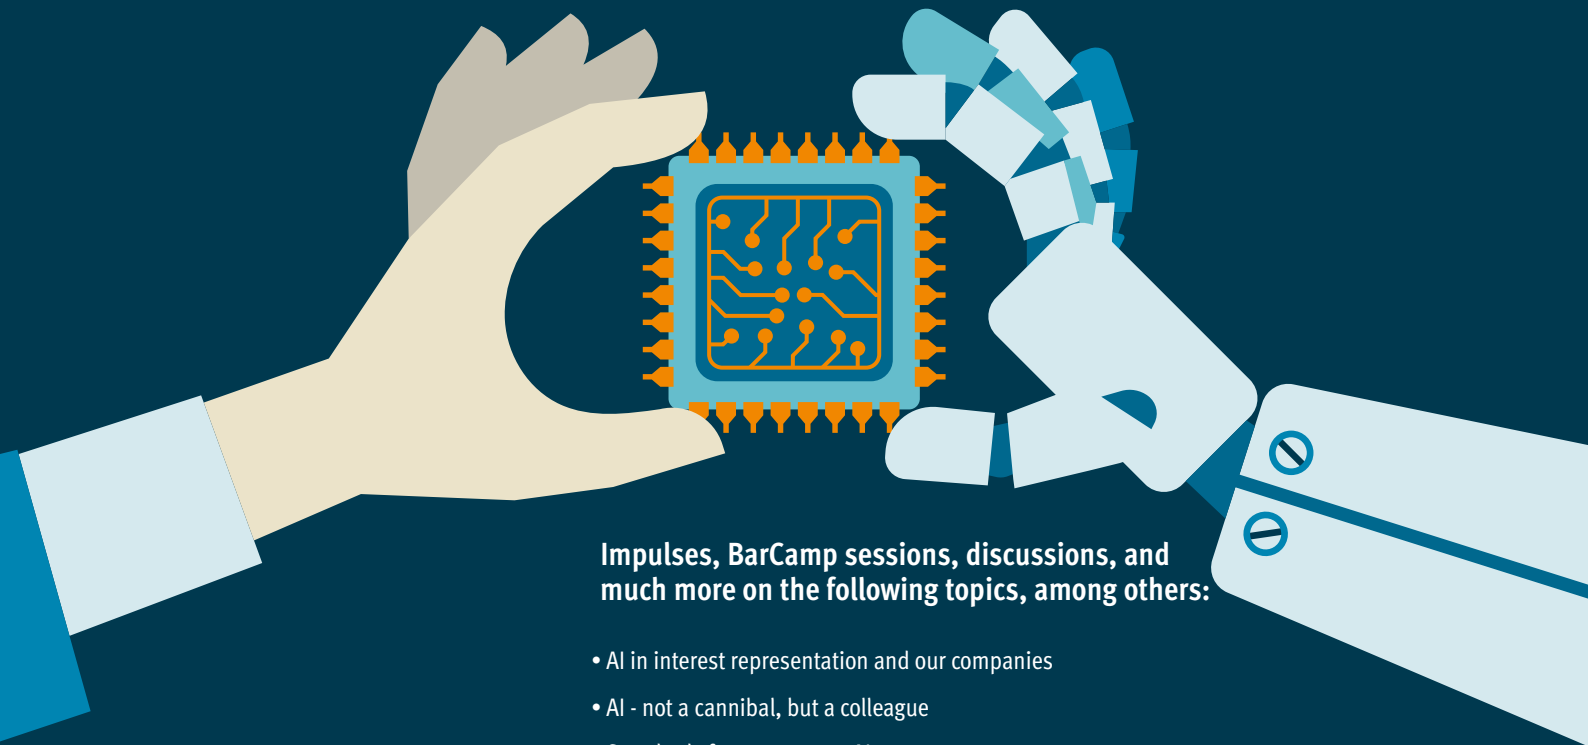 Impulses, BarCamp sessions, discussions, and
much more on the following topics, among others:
• AI in interest representation and our companies
• AI - not a cannibal, but a colleague